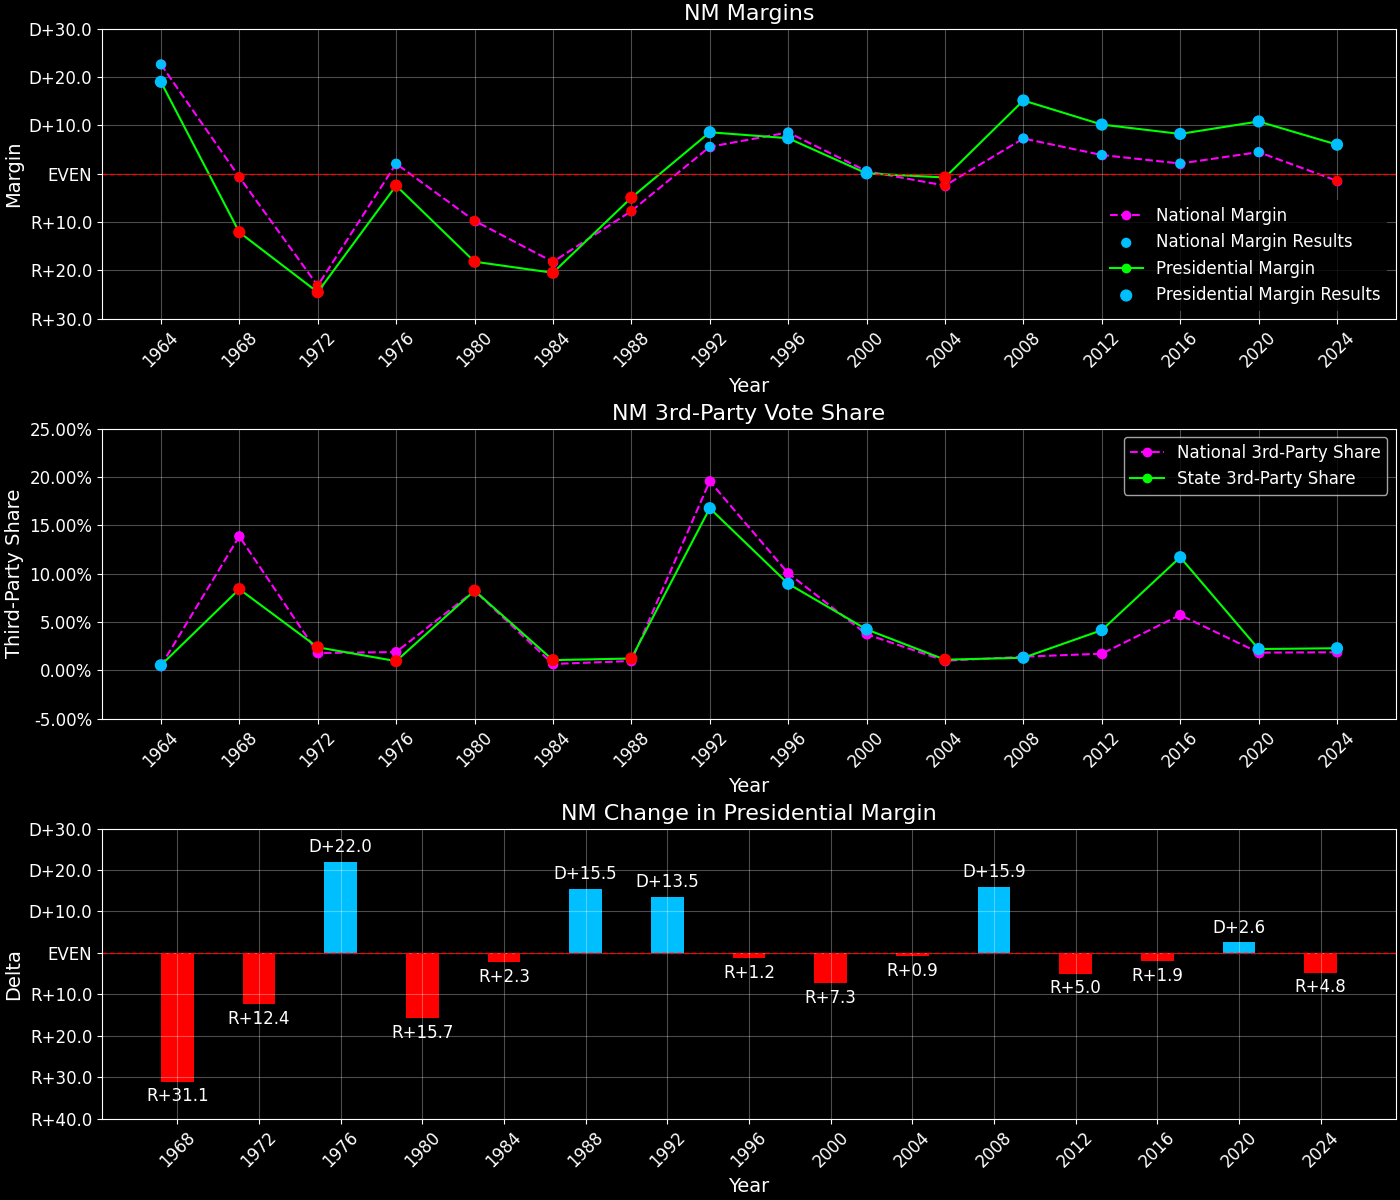 NM Margins
D+30.0
D+20.0
D+10.0
EVEN
R+10.0
R+20.0
R+30.0
Margin
National Margin
National Margin Results
Presidential Margin
Presidential Margin Results
1964 1968 1972 1976 1980 1984 1988 1992 1996 2000 2004 2008 2012 2016 2020 2024
Year
NM 3rd-Party Vote Share
25.00%
20.00%
15.00%
10.00%
5.00%
0.00%
-5.00%
Third-Party Share
National 3rd-Party Share
State 3rd-Party Share
1964 1968 1972 1976 1980 1984 1988 1992 1996 2000 2004 2008 2012 2016 2020 2024
Year
NM Change in Presidential Margin
D+30.0
D+20.0
D+10.0
EVEN
R+10.0
R+20.0
R+30.0
R+40.0
Delta
R+31.1
R+12.4
D+22.0
R+15.7
R+2.3
D+15.5
D+13.5
R+1.2
R+7.3
R+0.9
D+15.9
R+5.0
R+1.9
D+2.6
R+4.8
1968 1972 1976 1980 1984 1988 1992 1996 2000 2004 2008 2012 2016 2020 2024
Year